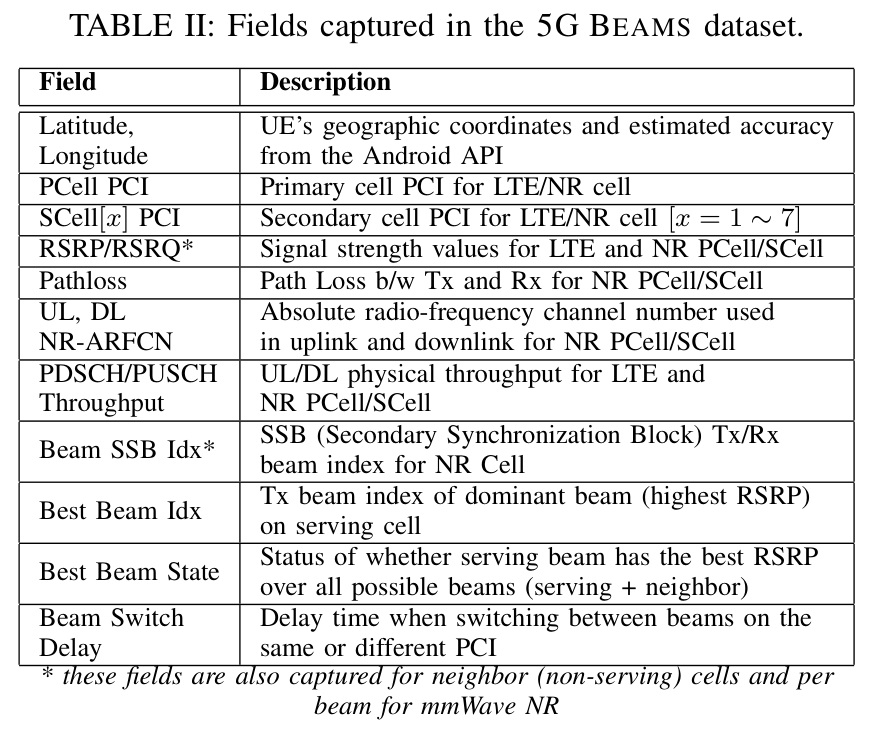 TABLE II: Fields captured in the 5G BEAMS dataset.
Field Description
Latitude, Longitude UE's geographic coordinates and estimated accuracy
from the Android API
PCell PCI Primary cell PCI for LTE/NR cell
SCell[x] PCI Secondary cell PCI for LTE/NR cell [x = 1 ∼ 7]
RSRP/RSRQ* Signal strength values for LTE and NR PCell/SCell
Pathloss Path Loss b/w Tx and Rx for NR PCell/SCell
UL, DL
NR-ARFCN
Absolute radio-frequency channel number used
in uplink and downlink for NR PCell/SCell
PDSCH/PUSCH
Throughput
UL/DL physical throughput for LTE and
NR PCell/SCell
Beam SSB Idx*
SSB (Secondary Synchronization Block) Tx/Rx
beam index for NR Cell
Best Beam Idx
Tx beam index of dominant beam (highest RSRP)
on serving cell
Best Beam State
Status of whether serving beam has the best RSRP
over all possible beams (serving + neighbor)
Beam Switch
Delay
Delay time when switching between beams on the
same or different PCI
* these fields are also captured for neighbor (non-serving) cells and per
beam for mmWave NR